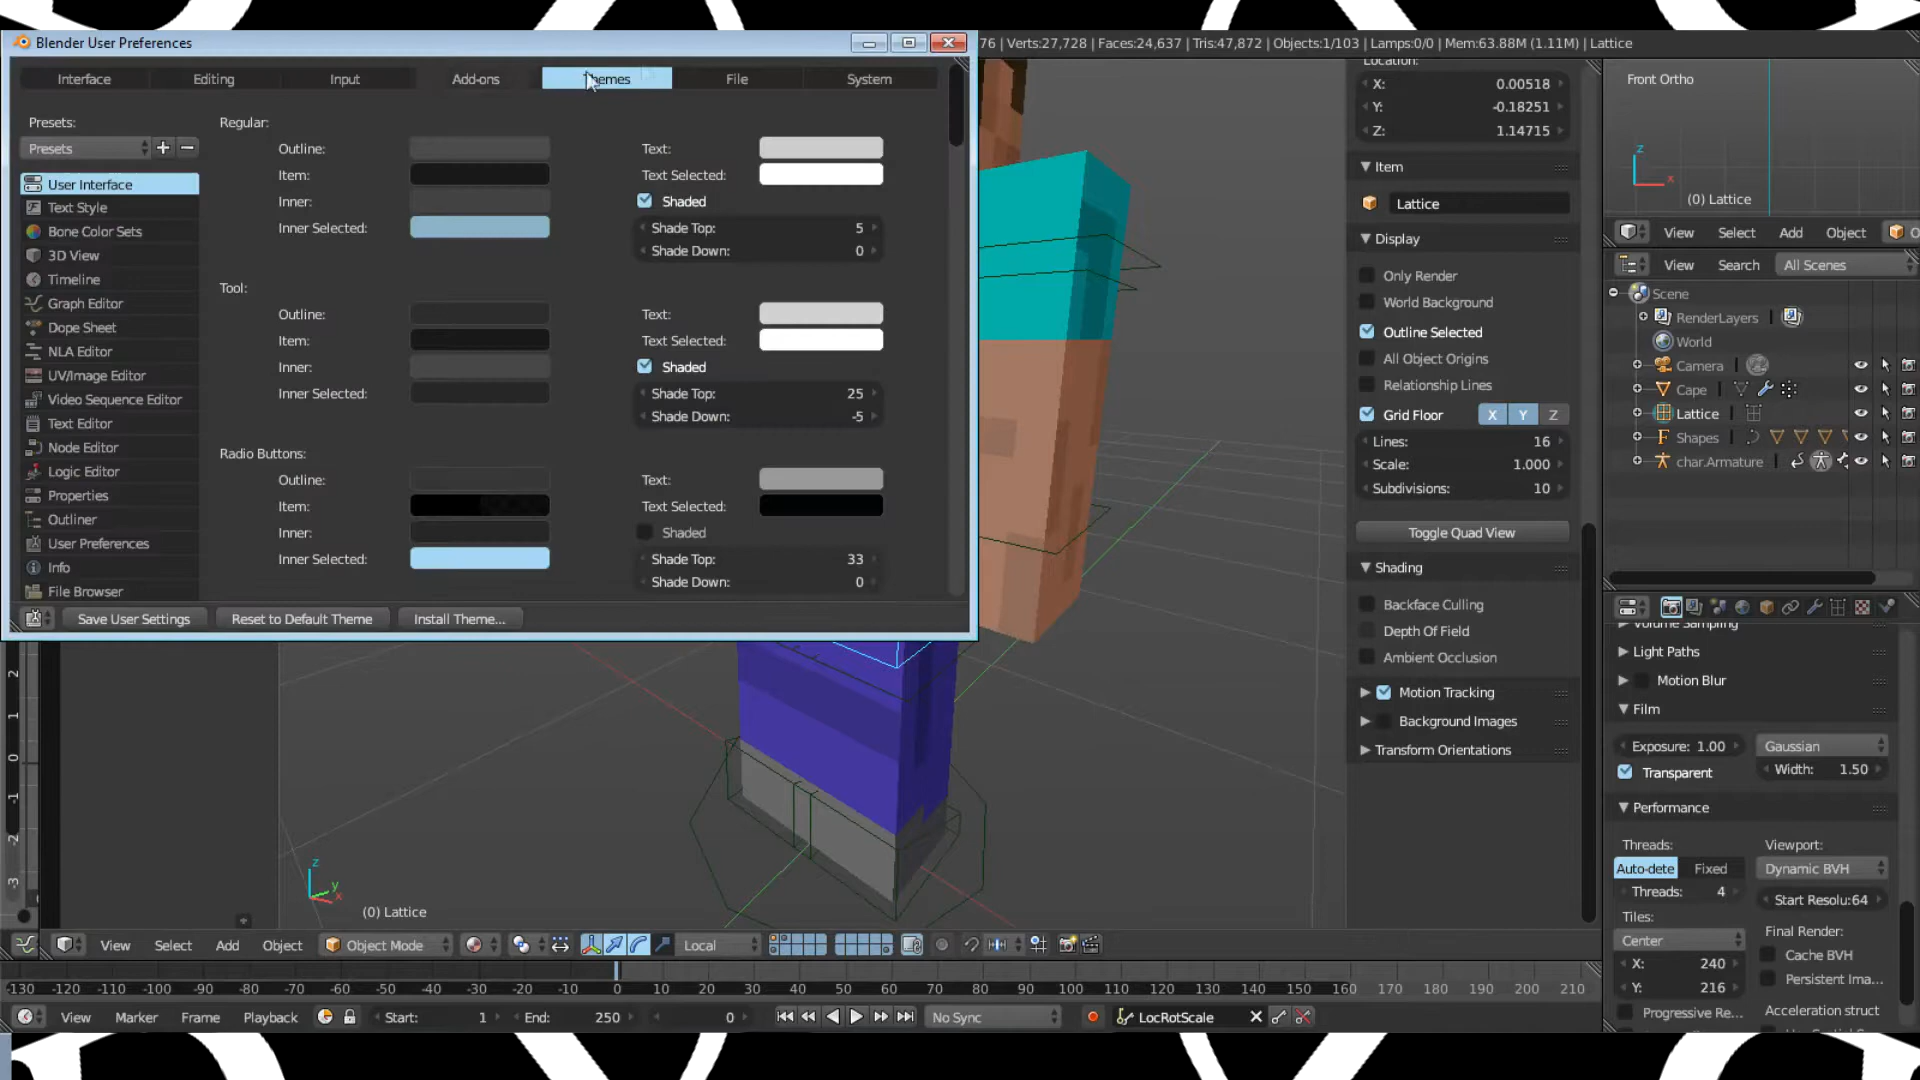 Blender User Preferences
76 | Verts:27,728 | Faces:24,637 | Tris:47,872 | Objects:1/103 | Lamps:0/0 | Mem:63.88M (1.11M) | Lattice
Interface
Editing
Input
Add-ons
Themes
File
System
Presets:
Presets
User Interface
Text Style
Bone Color Sets
3D View
Timeline
Graph Editor
Dope Sheet
NLA Editor
UV/Image Editor
Video Sequence Editor
Text Editor
Node Editor
Logic Editor
Properties
Outliner
User Preferences
Info
File Browser
Regular:
Outline:
Item:
Inner:
Inner Selected:
Text:
Text Selected:
Shaded
Shade Top: 5
Shade Down: 0
Tool:
Outline:
Item:
Inner:
Inner Selected:
Text:
Text Selected:
Shaded
Shade Top: 25
Shade Down: -5
Radio Buttons:
Outline:
Item:
Inner:
Inner Selected:
Text:
Text Selected:
Shaded
Shade Top: 33
Shade Down: 0
Save User Settings
Reset to Default Theme
Install Theme...
2
1
0
-1
-2
-3
z
y
x
(0) Lattice
Location:
X: 0.00518
Y: -0.18251
Z: 1.14715
Item
Lattice
Display
Only Render
World Background
Outline Selected
All Object Origins
Relationship Lines
Grid Floor X Y Z
Lines: 16
Scale: 1.000
Subdivisions: 10
Toggle Quad View
Shading
Backface Culling
Depth Of Field
Ambient Occlusion
Motion Tracking
Background Images
Transform Orientations
Front Ortho
z
x
(0) Lattice
View Select Add Object O
View Search All Scenes
Scene
RenderLayers |
World
Camera |
Cape |
Lattice |
Shapes |
char.Armature |
Volume Sampling
Light Paths
Motion Blur
Film
Exposure: 1.00
Gaussian
Transparent
Width: 1.50
Performance
Threads:
Viewport:
Auto-dete Fixed
Dynamic BVH
Threads: 4
Start Resolu:64
Tiles:
Final Render:
Center
Cache BVH
X: 240
Persistent Ima...
Y: 216
Acceleration struct
Progressive Re...
View Select Add Object Object Mode Local
-130 -120 -110 -100 -90 -80 -70 -60 -50 -40 -30 -20 -10 0 10 20 30 40 50 60 70 80 90 100 110 120 130 140 150 160 170 180 190 200 210
View Marker Frame Playback Start: 1 End: 250 0 No Sync LocRotScale